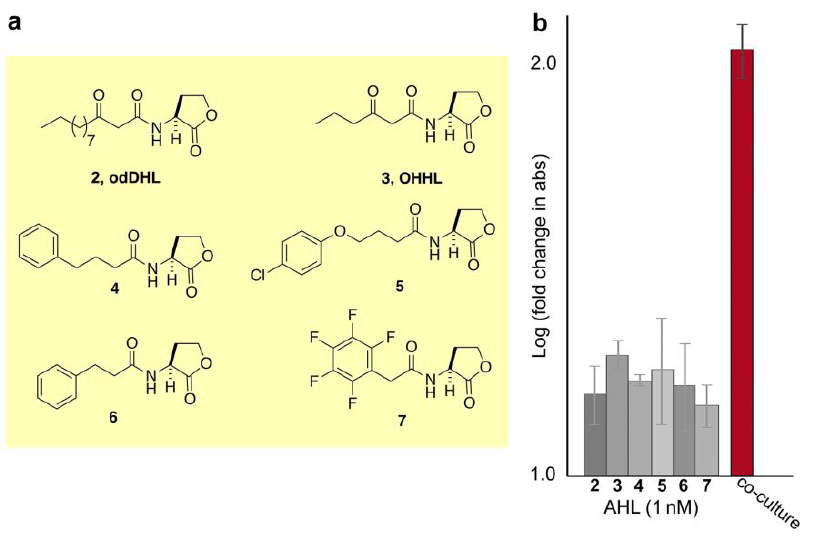 a
b
O O O
N H H O
7
2, odDHL
O O O
N H H O
3, OHHL
O O
N H H O
4
O O O
Cl N H H O
5
O O
N H H O
6
F F F F F
O O
N H H O
7
Log (fold change in abs)
2.0
1.0
2 3 4 5 6 7
AHL (1 nM)
co-culture